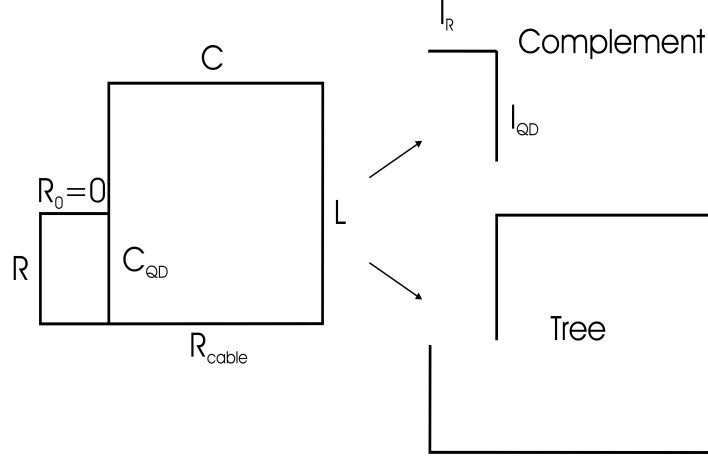 I_R
Complement
C
I_QD
R_0=0
L
R
C_QD
Tree
R_cable